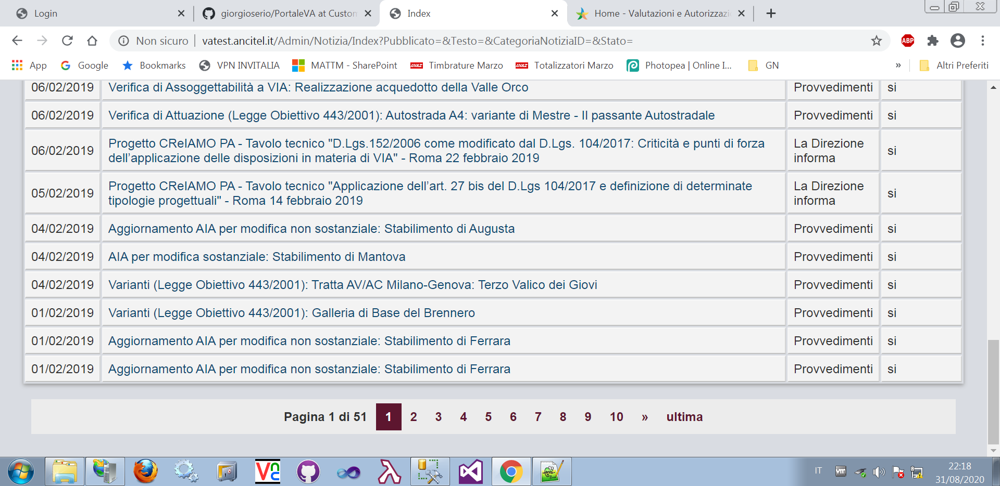 Login
giorgioserio/PortaleVA at Custom
Index
Home - Valutazioni e Autorizzazi
Non sicuro
vatest.ancitel.it/Admin/Notizia/Index?Pubblicato=&Testo=&CategoriaNotiziaID=&Stato=
ABP
App
Google
Bookmarks
VPN INVITALIA
MATTM - SharePoint
Timbrature Marzo
Totalizzatori Marzo
Photopea | Online I...
GN
»
Altri Preferiti
06/02/2019 Verifica di Assoggettabilità a VIA: Realizzazione acquedotto della Valle Orco Provvedimenti si
06/02/2019 Verifica di Attuazione (Legge Obiettivo 443/2001): Autostrada A4: variante di Mestre - Il passante Autostradale Provvedimenti si
06/02/2019 Progetto CReIAMO PA - Tavolo tecnico "D.Lgs.152/2006 come modificato dal D.Lgs. 104/2017: Criticità e punti di forza
dell’applicazione delle disposizioni in materia di VIA" - Roma 22 febbraio 2019
La Direzione
informa
si
05/02/2019 Progetto CReIAMO PA - Tavolo tecnico "Applicazione dell’art. 27 bis del D.Lgs 104/2017 e definizione di determinate
tipologie progettuali" - Roma 14 febbraio 2019
La Direzione
informa
si
04/02/2019 Aggiornamento AIA per modifica non sostanziale: Stabilimento di Augusta Provvedimenti si
04/02/2019 AIA per modifica sostanziale: Stabilimento di Mantova Provvedimenti si
04/02/2019 Varianti (Legge Obiettivo 443/2001): Tratta AV/AC Milano-Genova: Terzo Valico dei Giovi Provvedimenti si
01/02/2019 Varianti (Legge Obiettivo 443/2001): Galleria di Base del Brennero Provvedimenti si
01/02/2019 Aggiornamento AIA per modifica non sostanziale: Stabilimento di Ferrara Provvedimenti si
01/02/2019 Aggiornamento AIA per modifica non sostanziale: Stabilimento di Ferrara Provvedimenti si
Pagina 1 di 51 1 2 3 4 5 6 7 8 9 10 » ultima
IT
22:18
31/08/2020